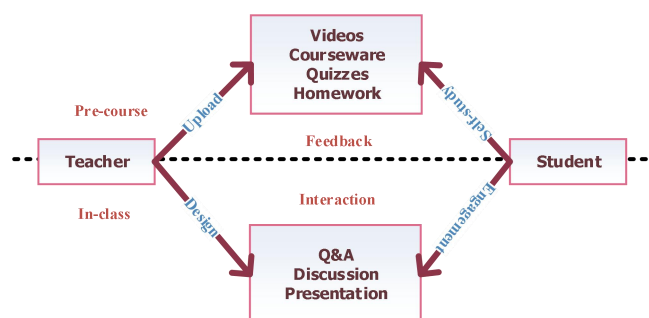 Videos
Courseware
Quizzes
Homework
Pre-course
Upload
Self-study
Feedback
Teacher
Student
In-class
Interaction
Design
Engagement
Q&A
Discussion
Presentation